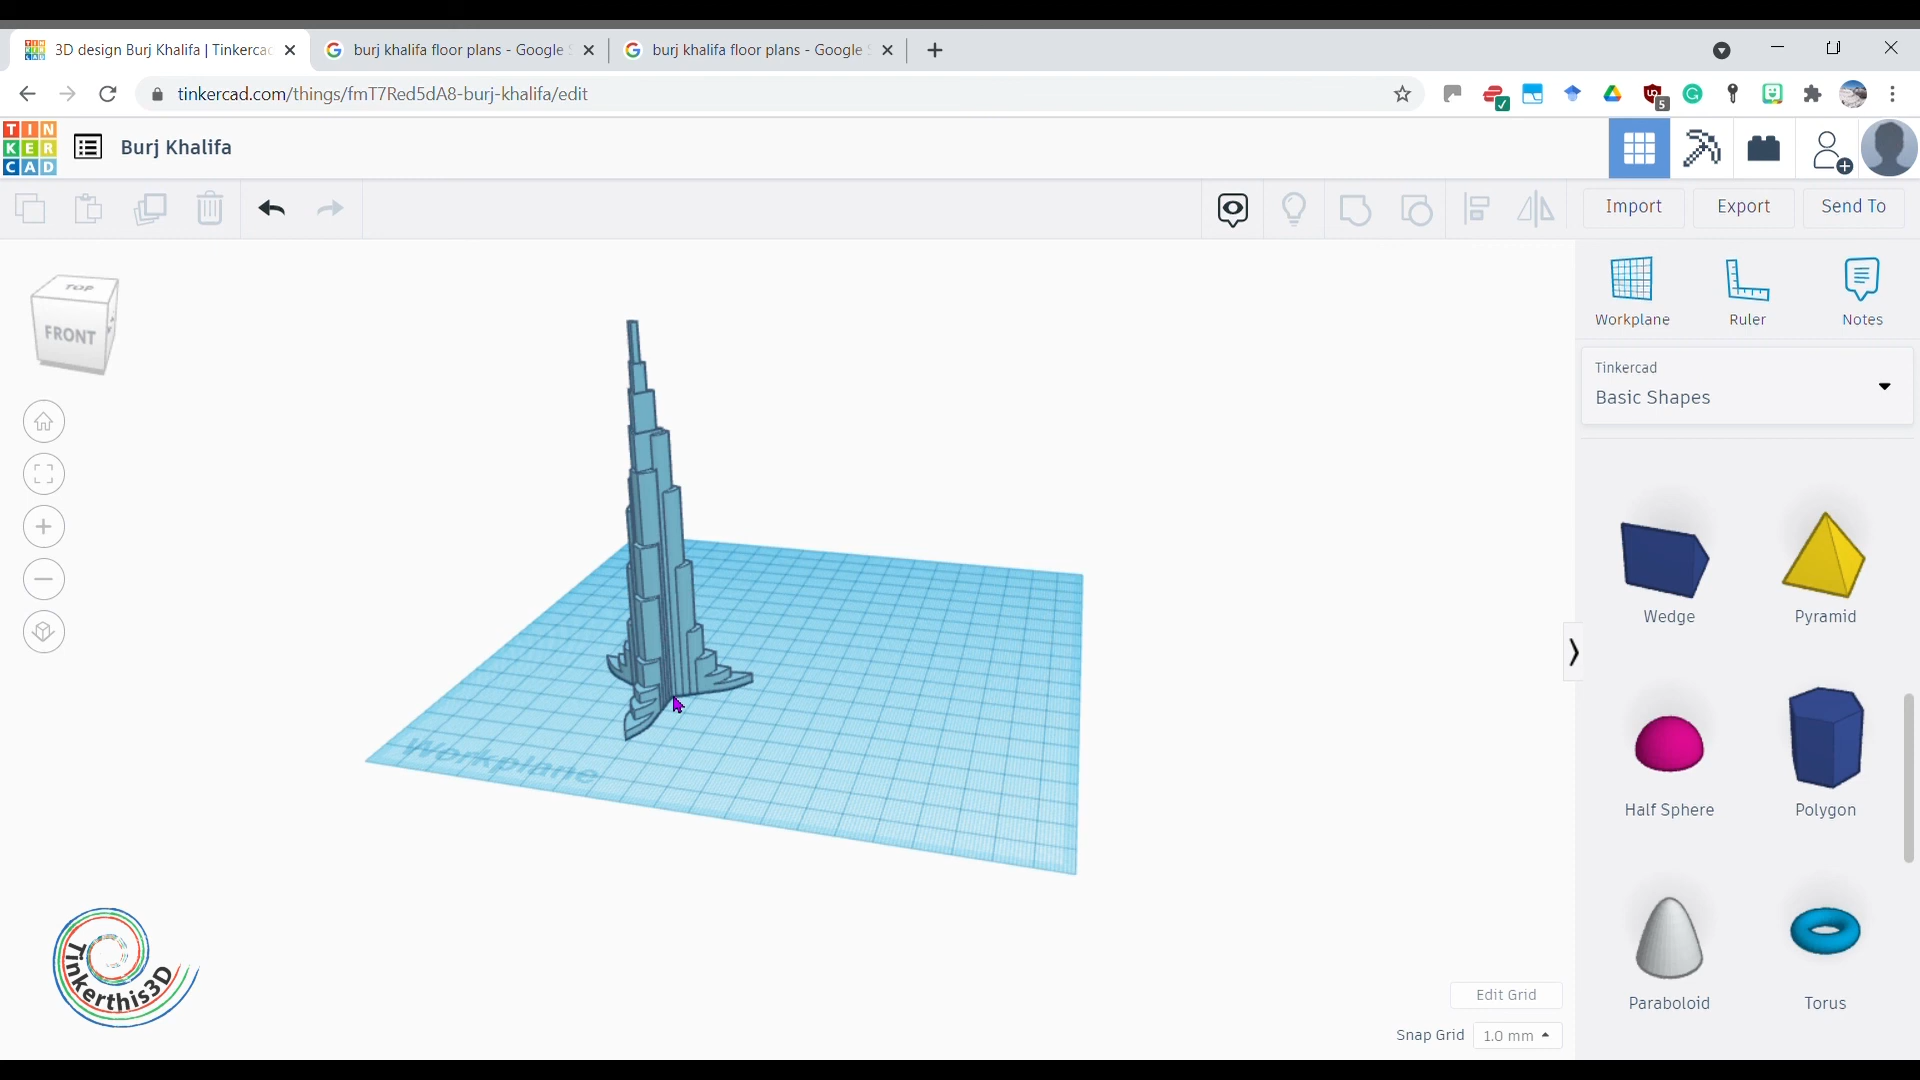 3D design Burj Khalifa | Tinkercad
burj khalifa floor plans - Google S
burj khalifa floor plans - Google S
tinkercad.com/things/fmT7Red5dA8-burj-khalifa/edit
5
TIN
KER
CAD
Burj Khalifa
Import
Export
Send To
TOP
FRONT
Workplane
Ruler
Notes
Tinkercad
Basic Shapes
Wedge
Pyramid
Half Sphere
Polygon
Paraboloid
Torus
Workplane
Tinkerthis3D
Edit Grid
Snap Grid 1.0 mm